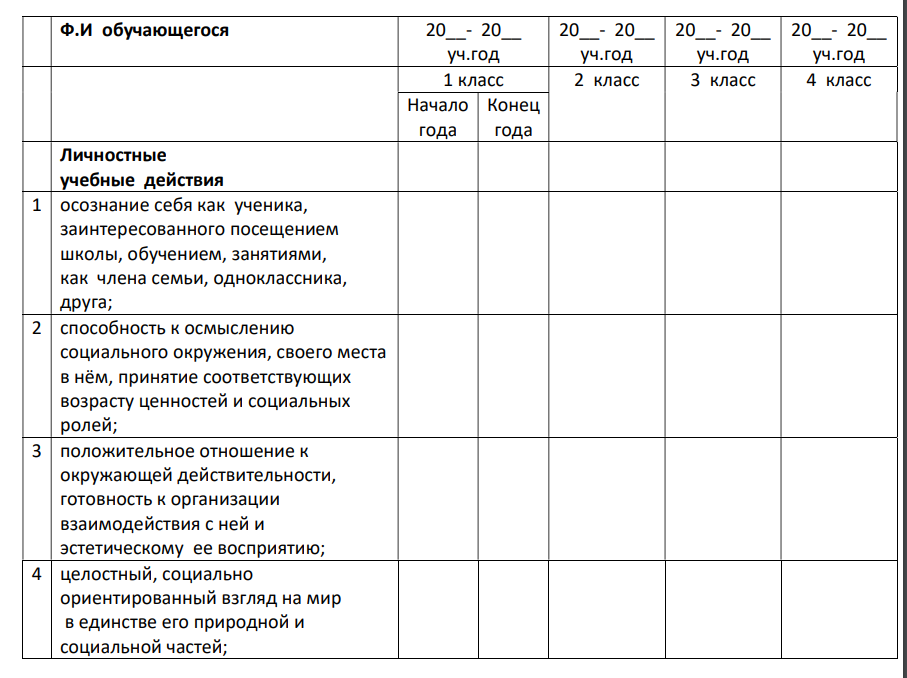 Ф.И обучающегося
20__- 20__ уч.год
20__- 20__ уч.год
20__- 20__ уч.год
20__- 20__ уч.год
1 класс
2 класс
3 класс
4 класс
Начало года
Конец года
Личностные
учебные действия
1
осознание себя как ученика,
заинтересованного посещением
школы, обучением, занятиями,
как члена семьи, одноклассника,
друга;
2
способность к осмыслению
социального окружения, своего места
в нём, принятие соответствующих
возрасту ценностей и социальных
ролей;
3
положительное отношение к
окружающей действительности,
готовность к организации
взаимодействия с ней и
эстетическому ее восприятию;
4
целостный, социально
ориентированный взгляд на мир
в единстве его природной и
социальной частей;